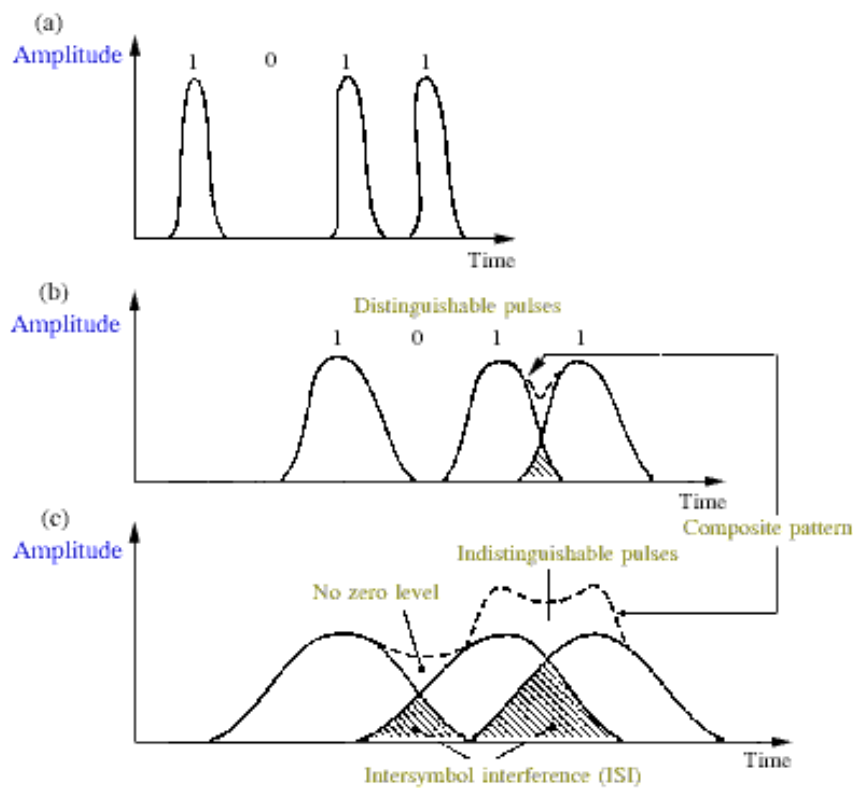 (a)
Amplitude
1 0 1 1
Time
(b)
Distinguishable pulses
Amplitude
1 0 1 1
Time
(c)
Composite pattern
Amplitude
Indistinguishable pulses
No zero level
Time
Intersymbol interference (ISI)